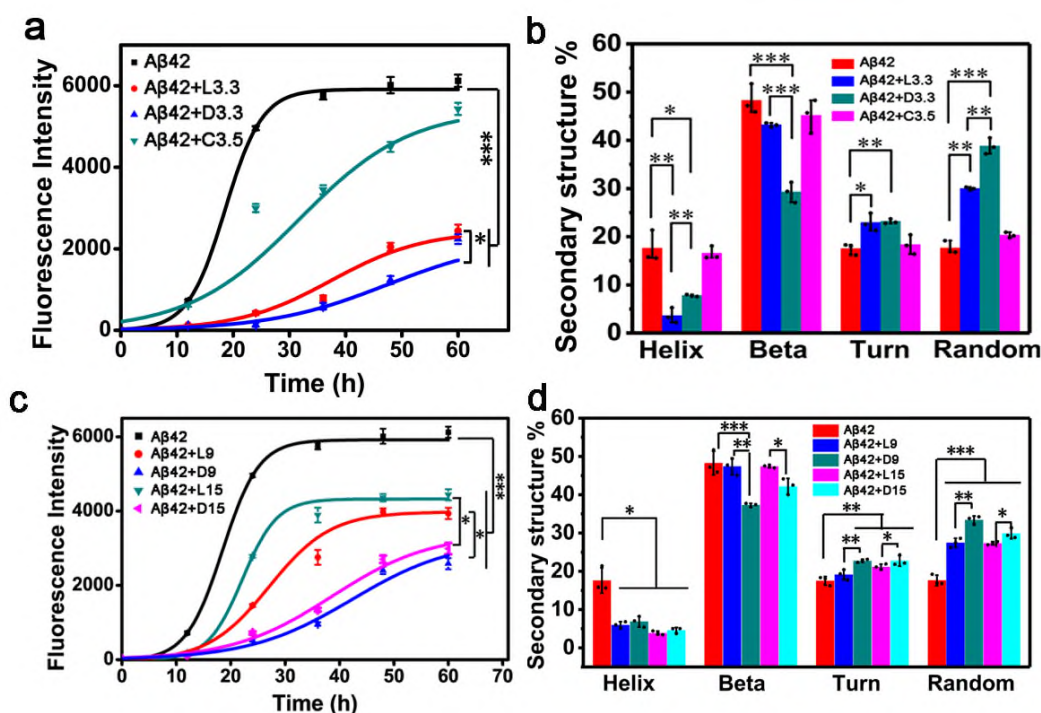 a
Fluorescence Intensity
6000
4000
2000
0
Aβ42
Aβ42+L3.3
Aβ42+D3.3
Aβ42+C3.5
***
*
0 10 20 30 40 50 60
Time (h)
b
Secondary structure %
60
50
40
30
20
10
0
Aβ42
Aβ42+L3.3
Aβ42+D3.3
Aβ42+C3.5
*
**
**
***
***
**
*
***
**
**
Helix Beta Turn Random
c
Fluorescence Intensity
6000
4000
2000
0
Aβ42
Aβ42+L9
Aβ42+D9
Aβ42+L15
Aβ42+D15
***
*
*
0 10 20 30 40 50 60 70
Time (h)
d
Secondary structure %
60
50
40
30
20
10
0
Aβ42
Aβ42+L9
Aβ42+D9
Aβ42+L15
Aβ42+D15
*
***
**
*
**
**
*
***
**
*
Helix Beta Turn Random